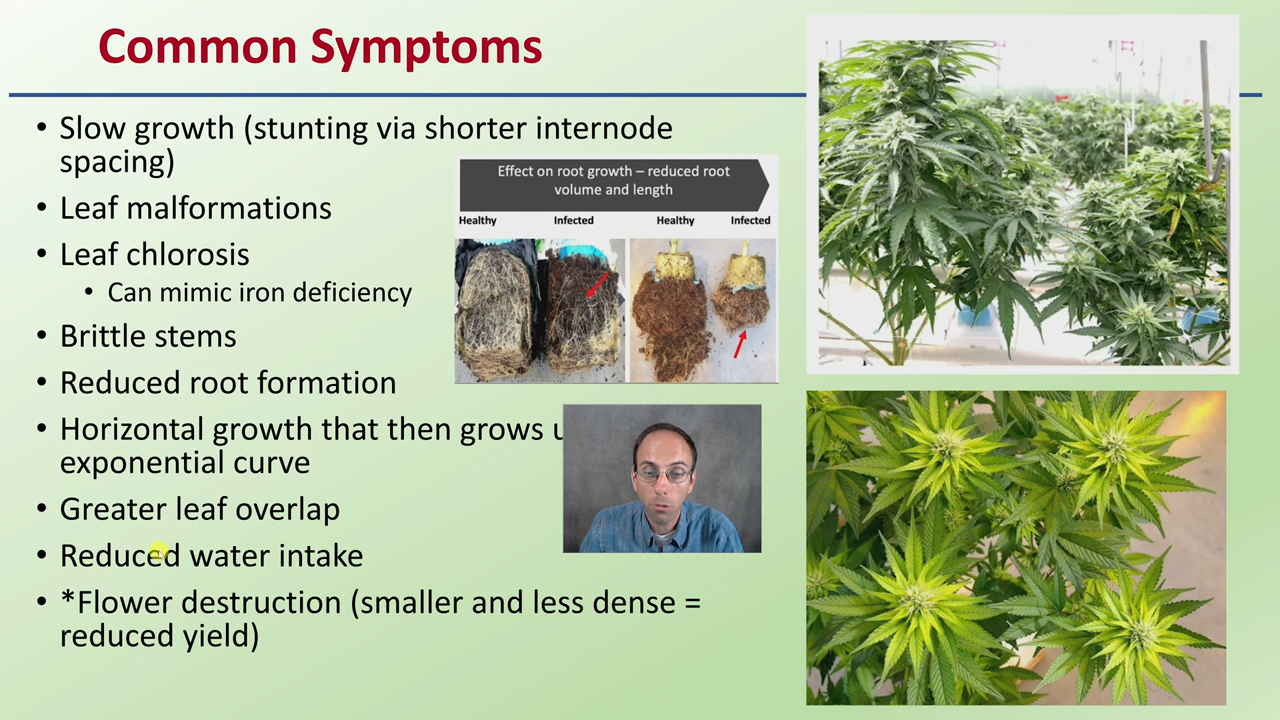 Common Symptoms
• Slow growth (stunting via shorter internode
spacing)
• Leaf malformations
• Leaf chlorosis
• Can mimic iron deficiency
• Brittle stems
• Reduced root formation
• Horizontal growth that then grows
exponential curve
• Greater leaf overlap
• Reduced water intake
• *Flower destruction (smaller and less dense =
reduced yield)
Effect on root growth – reduced root
volume and length
Healthy Infected Healthy Infected